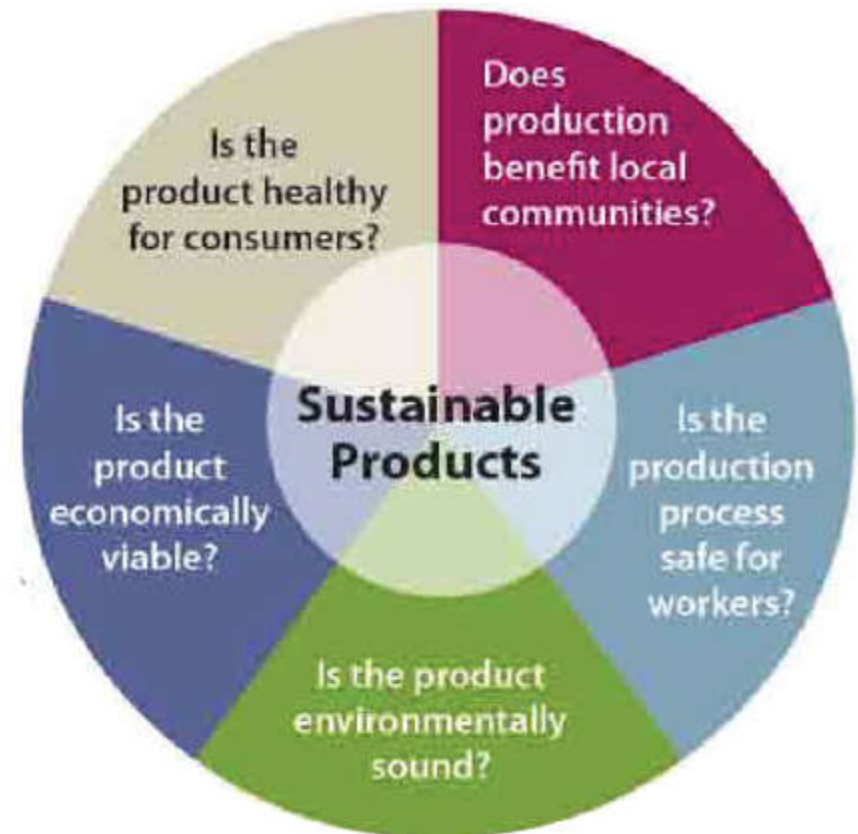 Does
production
benefit local
communities?
Is the
production
process
safe for
workers?
Is the product
environmentally
sound?
Is the
product
economically
viable?
Is the
product healthy
for consumers?
Sustainable
Products